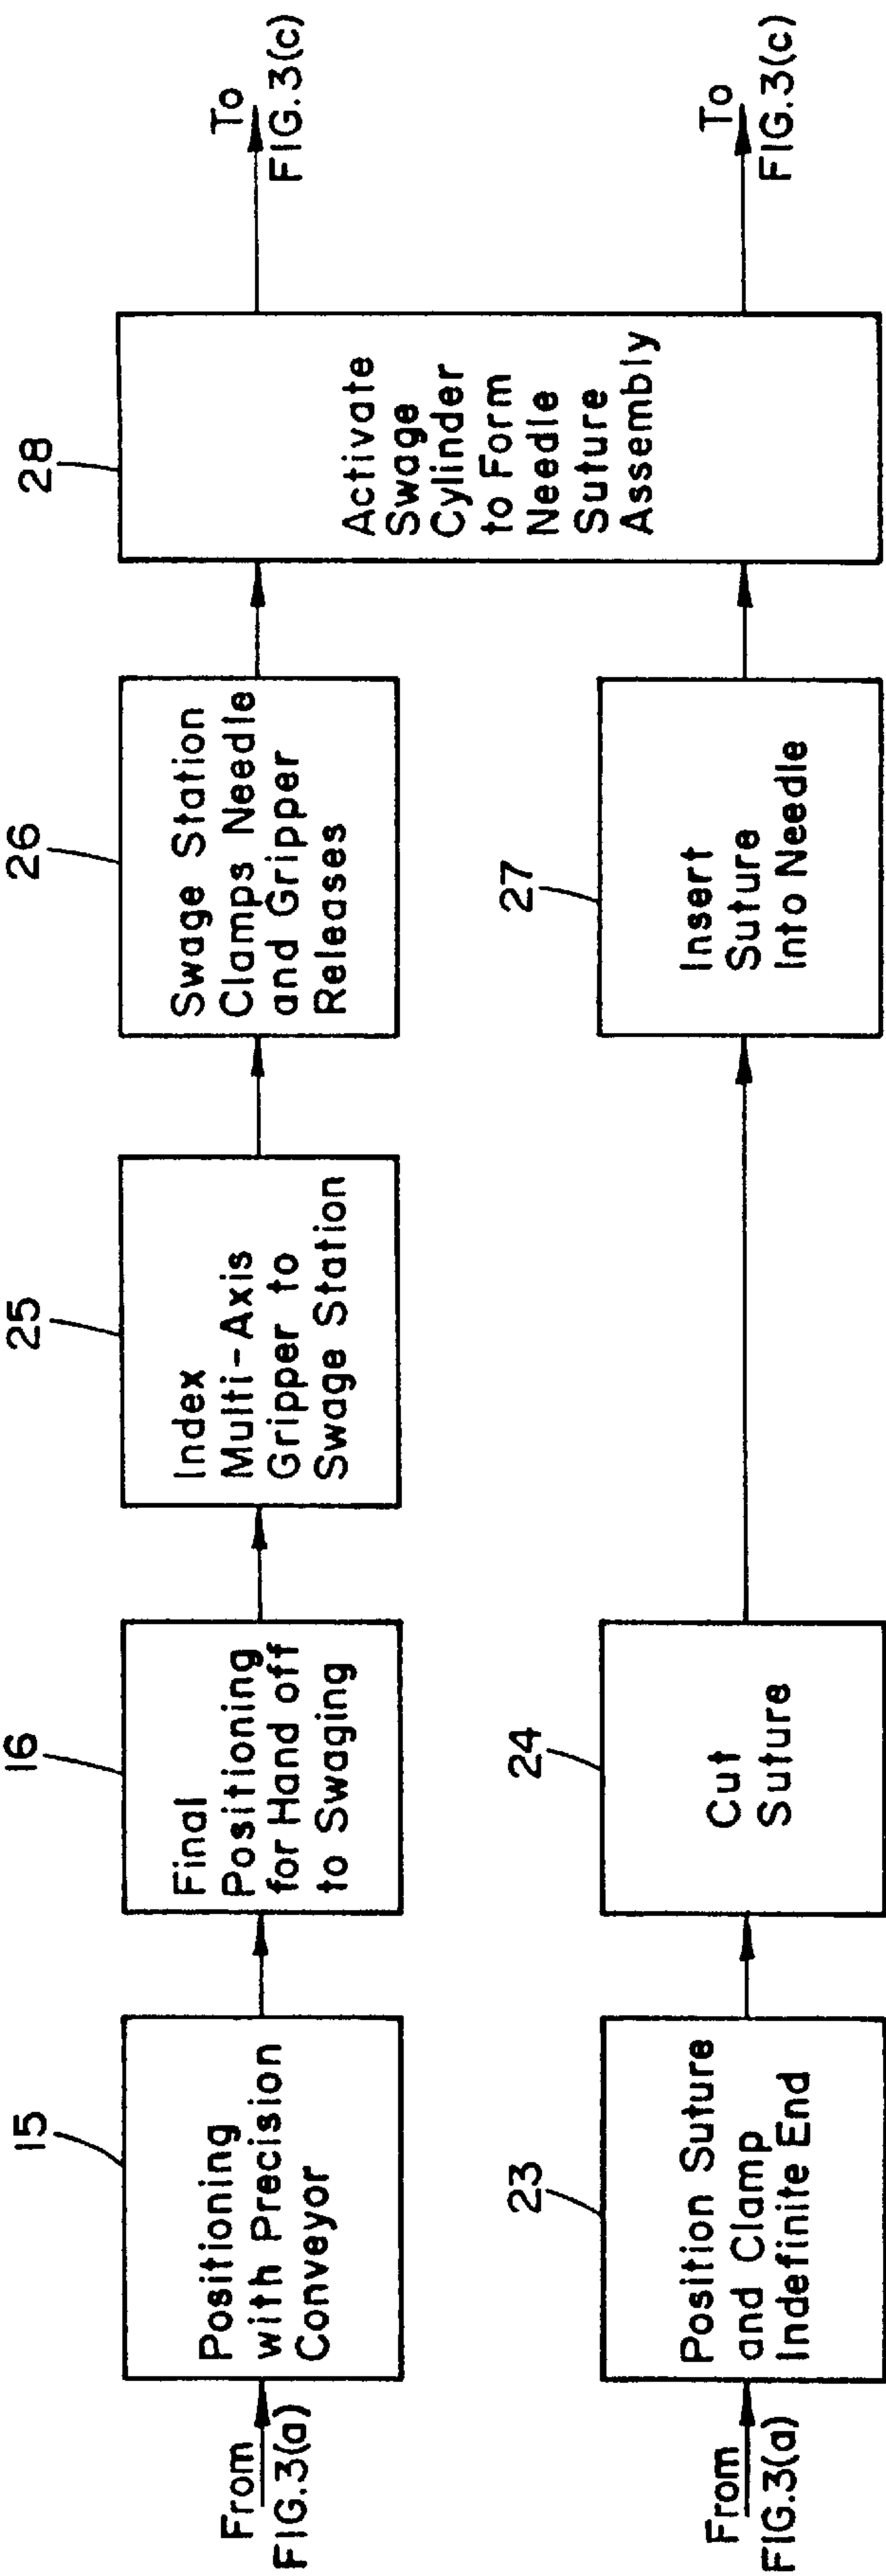 From
FIG.3(a)
15
Positioning
with Precision
Conveyor
16
Final
Positioning
for Hand off
to Swaging
25
Index
Multi-Axis
Gripper to
Swage Station
26
Swage Station
Clamps Needle
and Gripper
Releases
28
Activate
Swage
Cylinder
to Form
Needle
Suture
Assembly
To
FIG.3(c)
From
FIG.3(a)
23
Position Suture
and Clamp
Indefinite End
24
Cut
Suture
27
Insert
Suture
Into Needle
To
FIG.3(c)